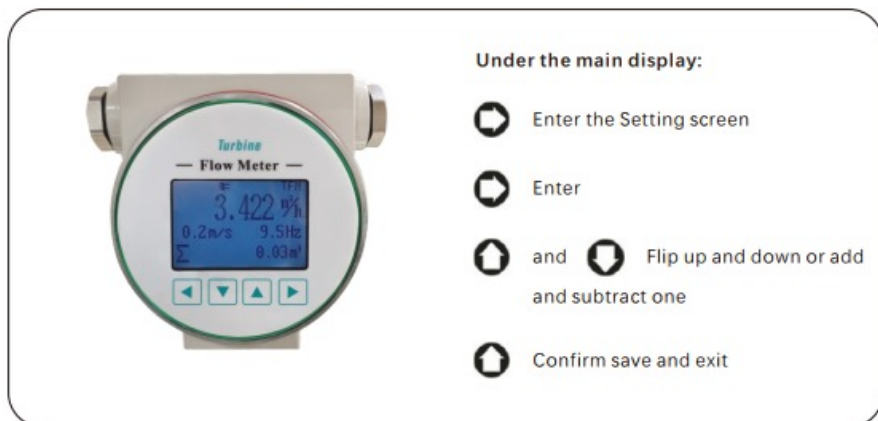 Under the main display:
Enter the Setting screen
Enter
and Flip up and down or add
and subtract one
Confirm save and exit
Turbine
— Flow Meter —
TFM
3.422 m³/h
0.2m/s 9.5Hz
Σ 0.03m³